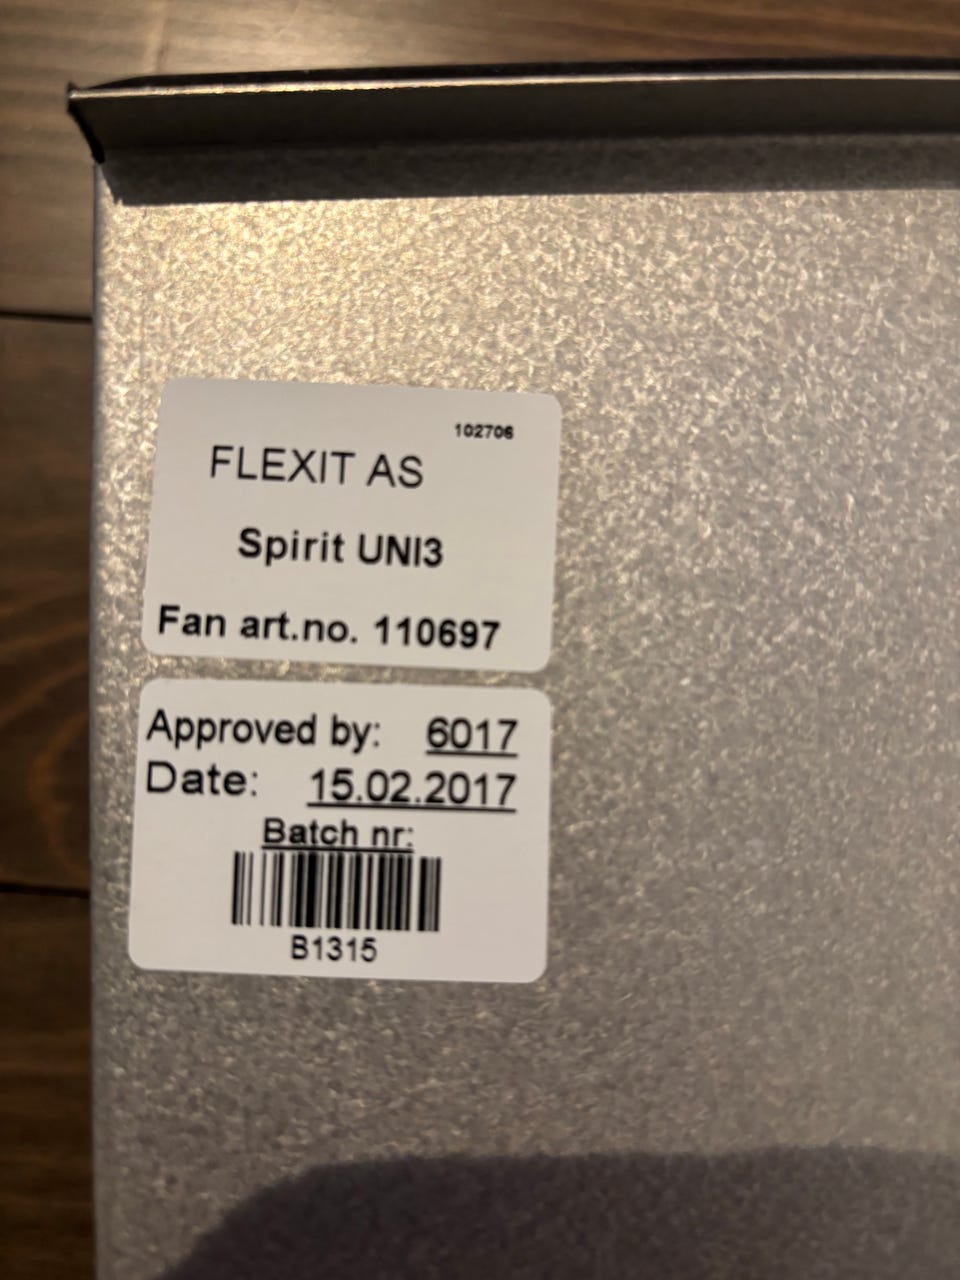 102706
FLEXIT AS
Spirit UNI3
Fan art.no. 110697
Approved by: 6017
Date: 15.02.2017
Batch nr:
B1315